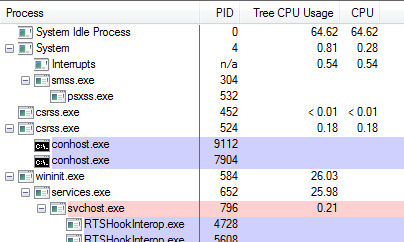 Process PID Tree CPU Usage CPU
System Idle Process 0 64.62 64.62
System 4 0.81 0.28
Interrupts n/a 0.54 0.54
smss.exe 304
psxss.exe 532
csrss.exe 452 < 0.01 < 0.01
csrss.exe 524 0.18 0.18
conhost.exe 9112
conhost.exe 7904
wininit.exe 584 26.03
services.exe 652 25.98
svchost.exe 796 0.21
RTSHookInterop.exe 4728
RTSHookInterop.exe 5608